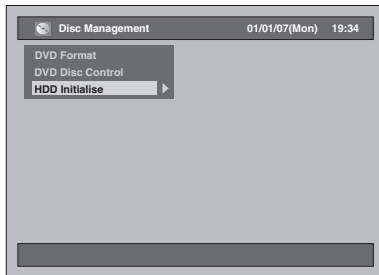 Disc Management 01/01/07(Mon) 19:34
DVD Format
DVD Disc Control
HDD Initialise